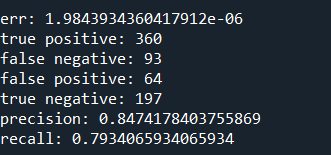 err: 1.9843934360417912e-06
true positive: 360
false negative: 93
false positive: 64
true negative: 197
precision: 0.8474178403755869
recall: 0.7934065934065934